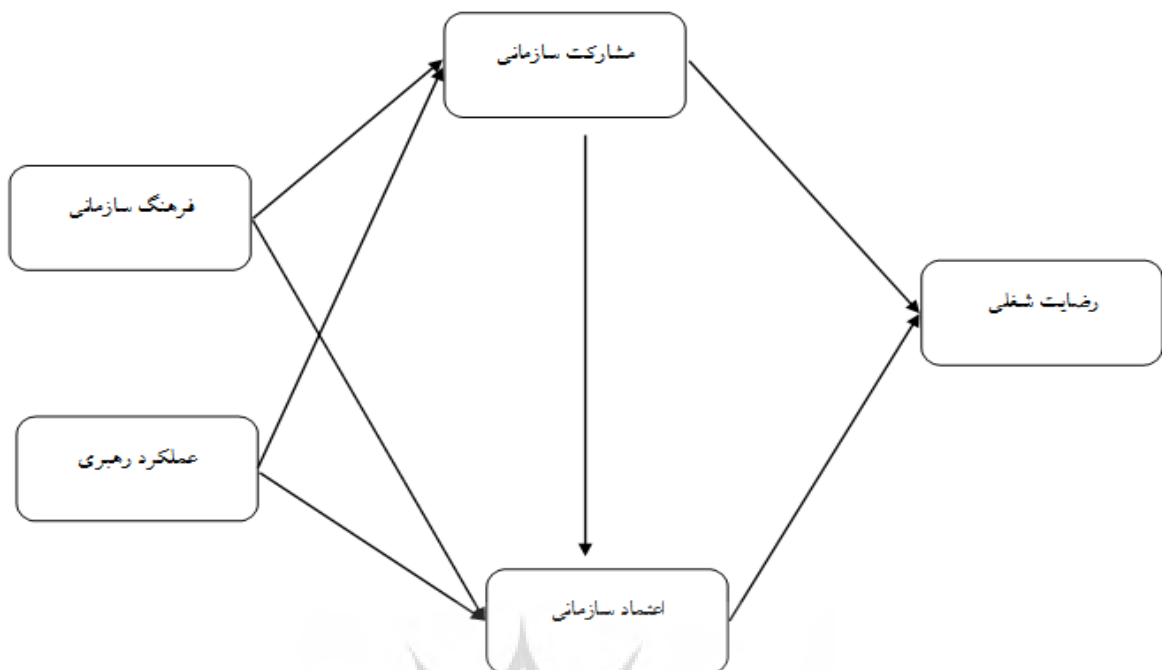 مشارکت سازمانی
فرهنگ سازمانی
رضایت شغلی
عملکرد رهبری
اعتماد سازمانی